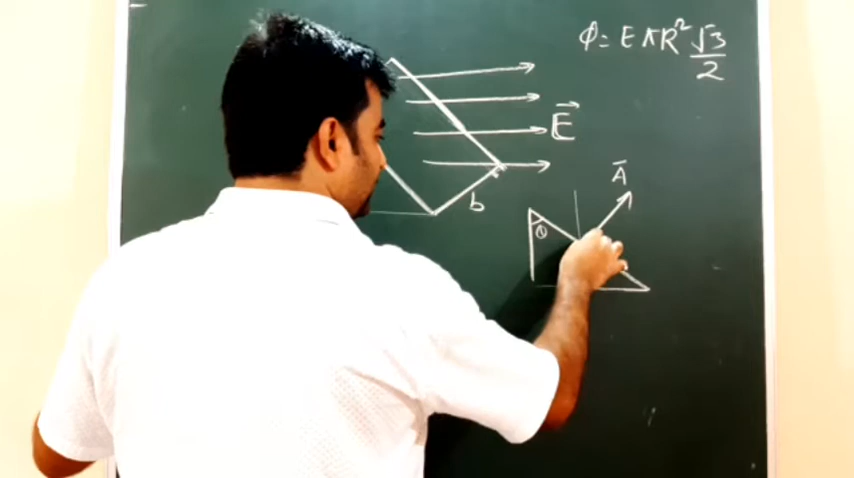 ϕ = EπR² √3/2
E⃗
A⃗
b
θ